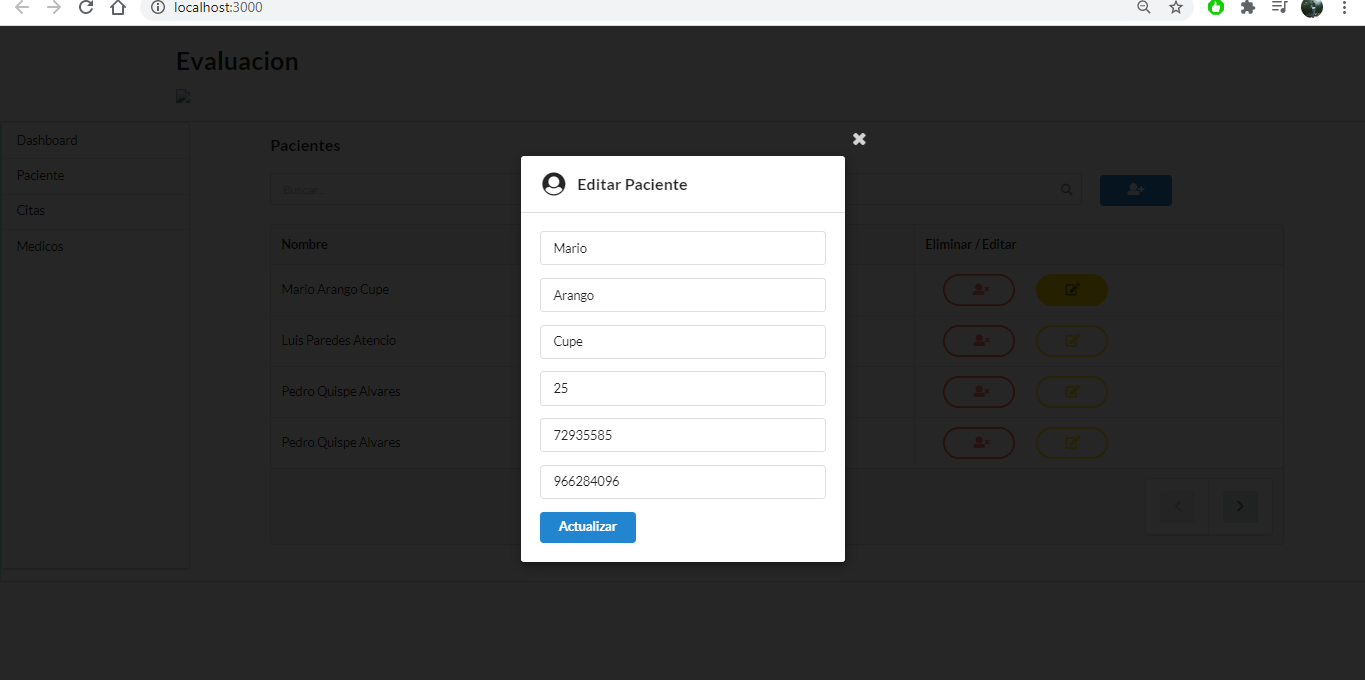 localhost:3000
Evaluacion
Dashboard
Paciente
Citas
Medicos
Pacientes
Buscar...
Nombre
Eliminar / Editar
Mario Arango Cupe
Luis Paredes Atencio
Pedro Quispe Alvares
Pedro Quispe Alvares
Editar Paciente
Mario
Arango
Cupe
25
72935585
966284096
Actualizar